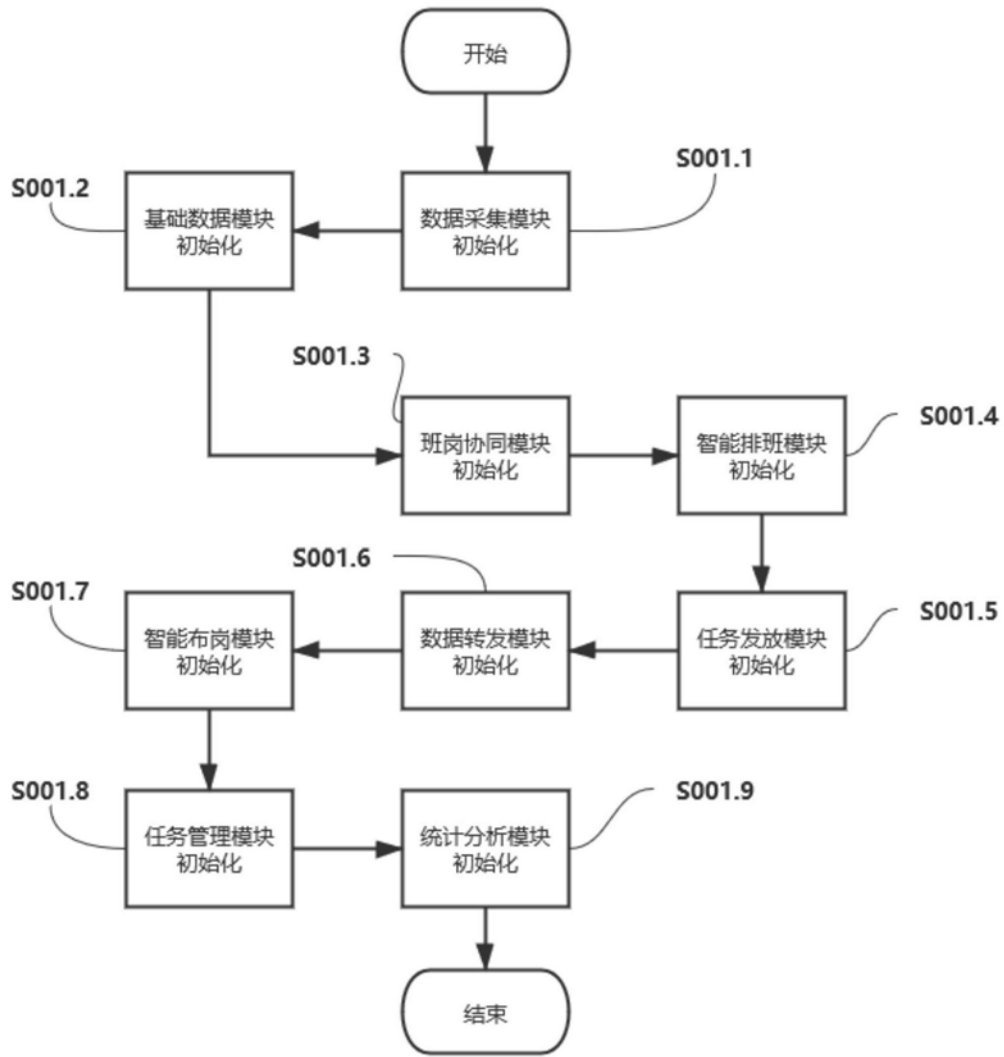 开始
S001.1
数据采集模块
初始化
S001.2
基础数据模块
初始化
S001.3
班岗协同模块
初始化
S001.4
智能排班模块
初始化
S001.5
任务发放模块
初始化
S001.6
数据转发模块
初始化
S001.7
智能布岗模块
初始化
S001.8
任务管理模块
初始化
S001.9
统计分析模块
初始化
结束